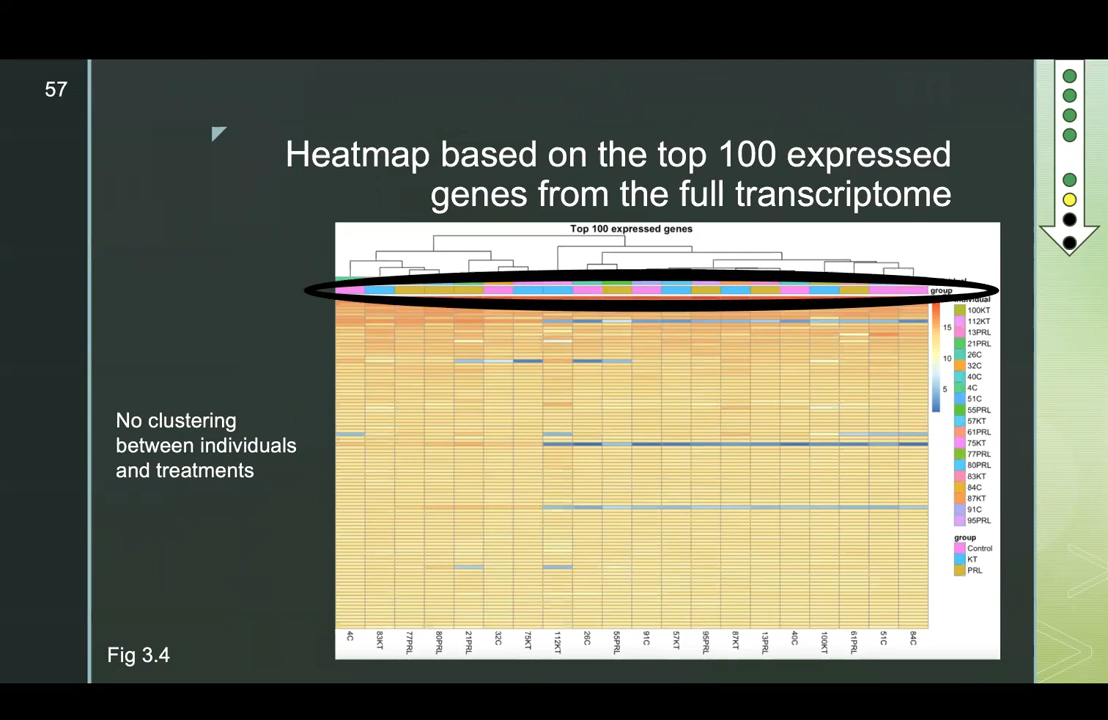 57
Heatmap based on the top 100 expressed
genes from the full transcriptome
Top 100 expressed genes
group
100KT
112KT
13PRL
21PRL
26C
32C
40C
4C
51C
55PRL
57KT
61PRL
75KT
77PRL
80PRL
83KT
84C
87KT
91C
95PRL
group
Control
KT
PRL
15
10
5
No clustering
between individuals
and treatments
4C
83KT
77PRL
80PRL
21PRL
32C
75KT
112KT
26C
55PRL
91C
57KT
95PRL
87KT
13PRL
40C
100KT
61PRL
51C
84C
Fig 3.4